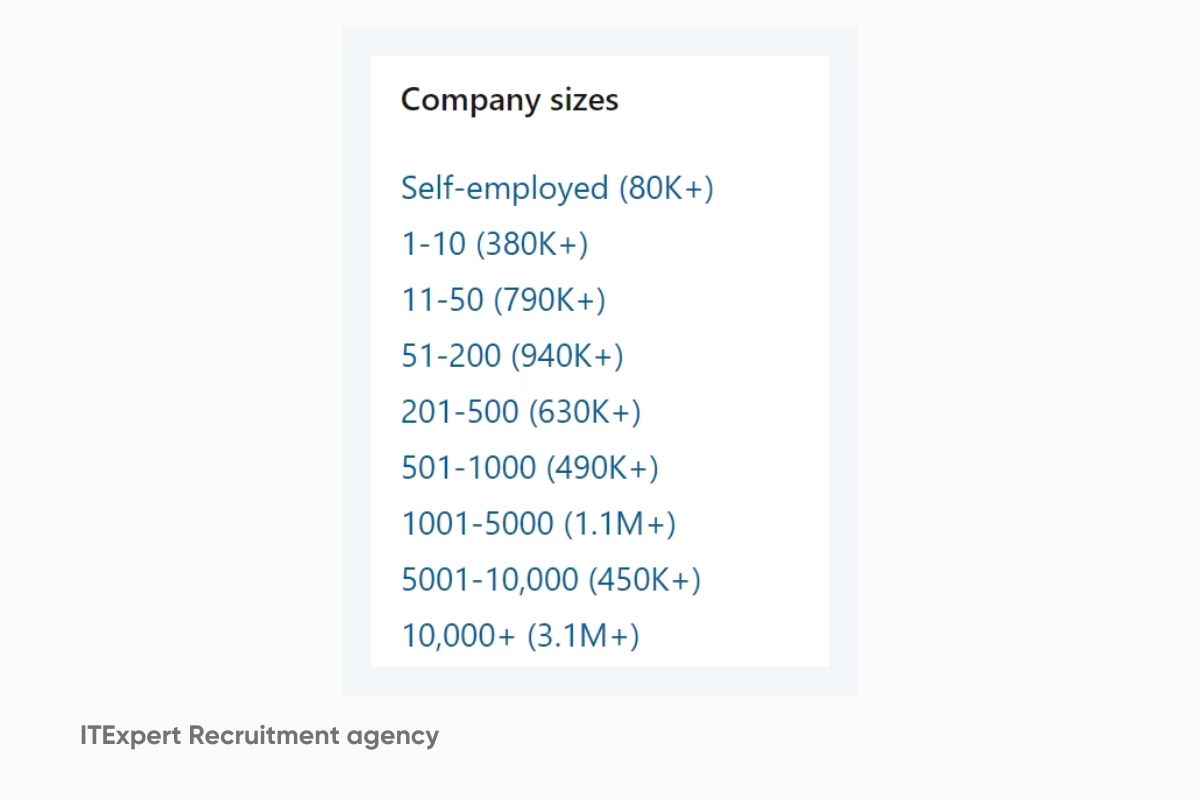 Company sizes
Self-employed (80K+)
1-10 (380K+)
11-50 (790K+)
51-200 (940K+)
201-500 (630K+)
501-1000 (490K+)
1001-5000 (1.1M+)
5001-10,000 (450K+)
10,000+ (3.1M+)
ITExpert Recruitment agency